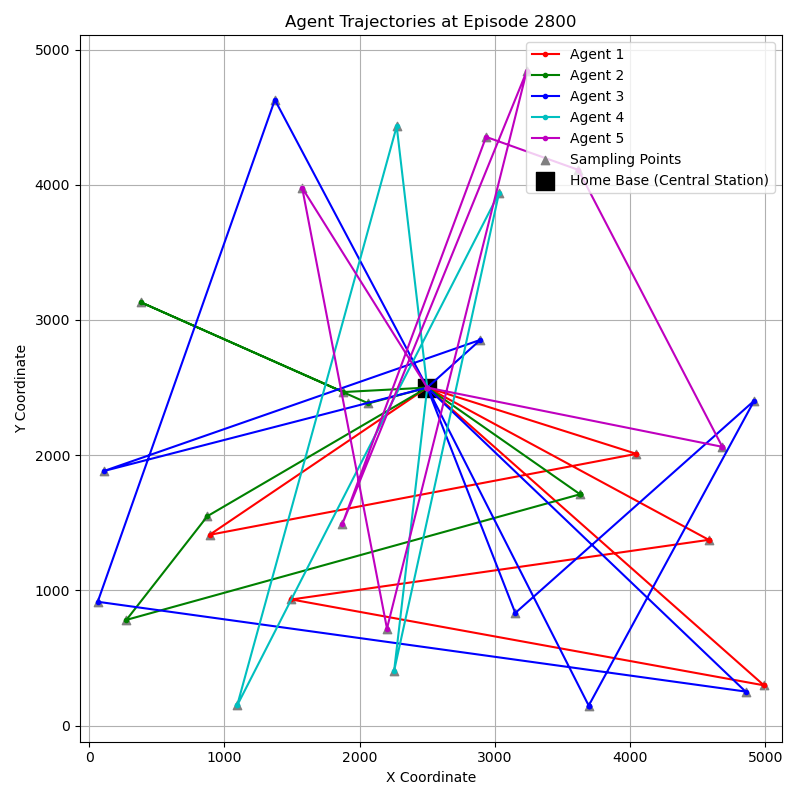 Agent Trajectories at Episode 2800
Y Coordinate
5000
4000
3000
2000
1000
0
Agent 1
Agent 2
Agent 3
Agent 4
Agent 5
Sampling Points
Home Base (Central Station)
0 1000 2000 3000 4000 5000
X Coordinate